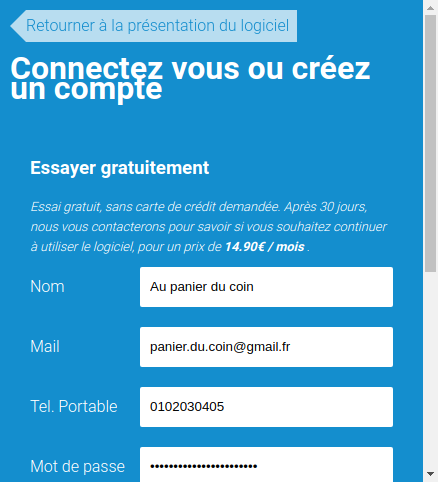 Retourner à la présentation du logiciel
Connectez vous ou créez
un compte
Essayer gratuitement
Essai gratuit, sans carte de crédit demandée. Après 30 jours,
nous vous contacterons pour savoir si vous souhaitez continuer
à utiliser le logiciel, pour un prix de 14.90€ / mois .
Nom
Au panier du coin
Mail
panier.du.coin@gmail.fr
Tel. Portable
0102030405
Mot de passe